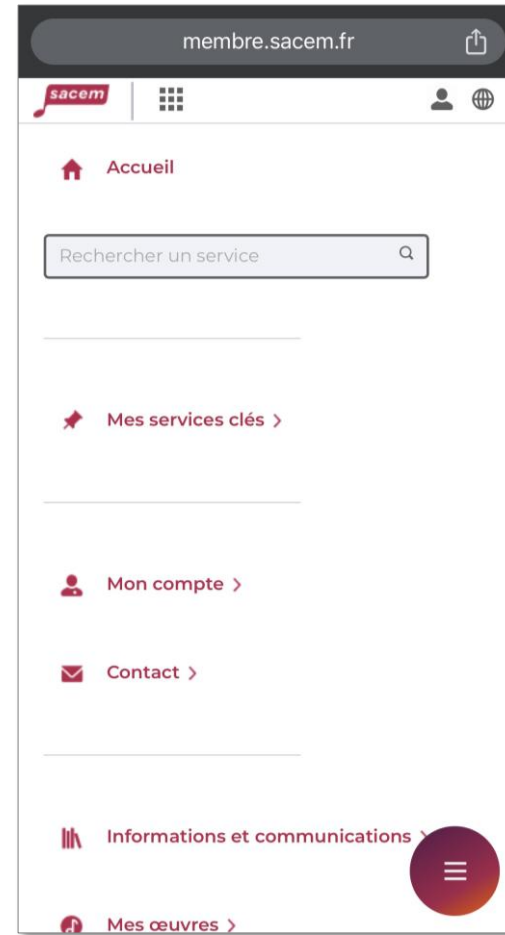 membre.sacem.fr
sacem
Accueil
Rechercher un service
Mes services clés
Mon compte
Contact
Informations et communications
Mes œuvres